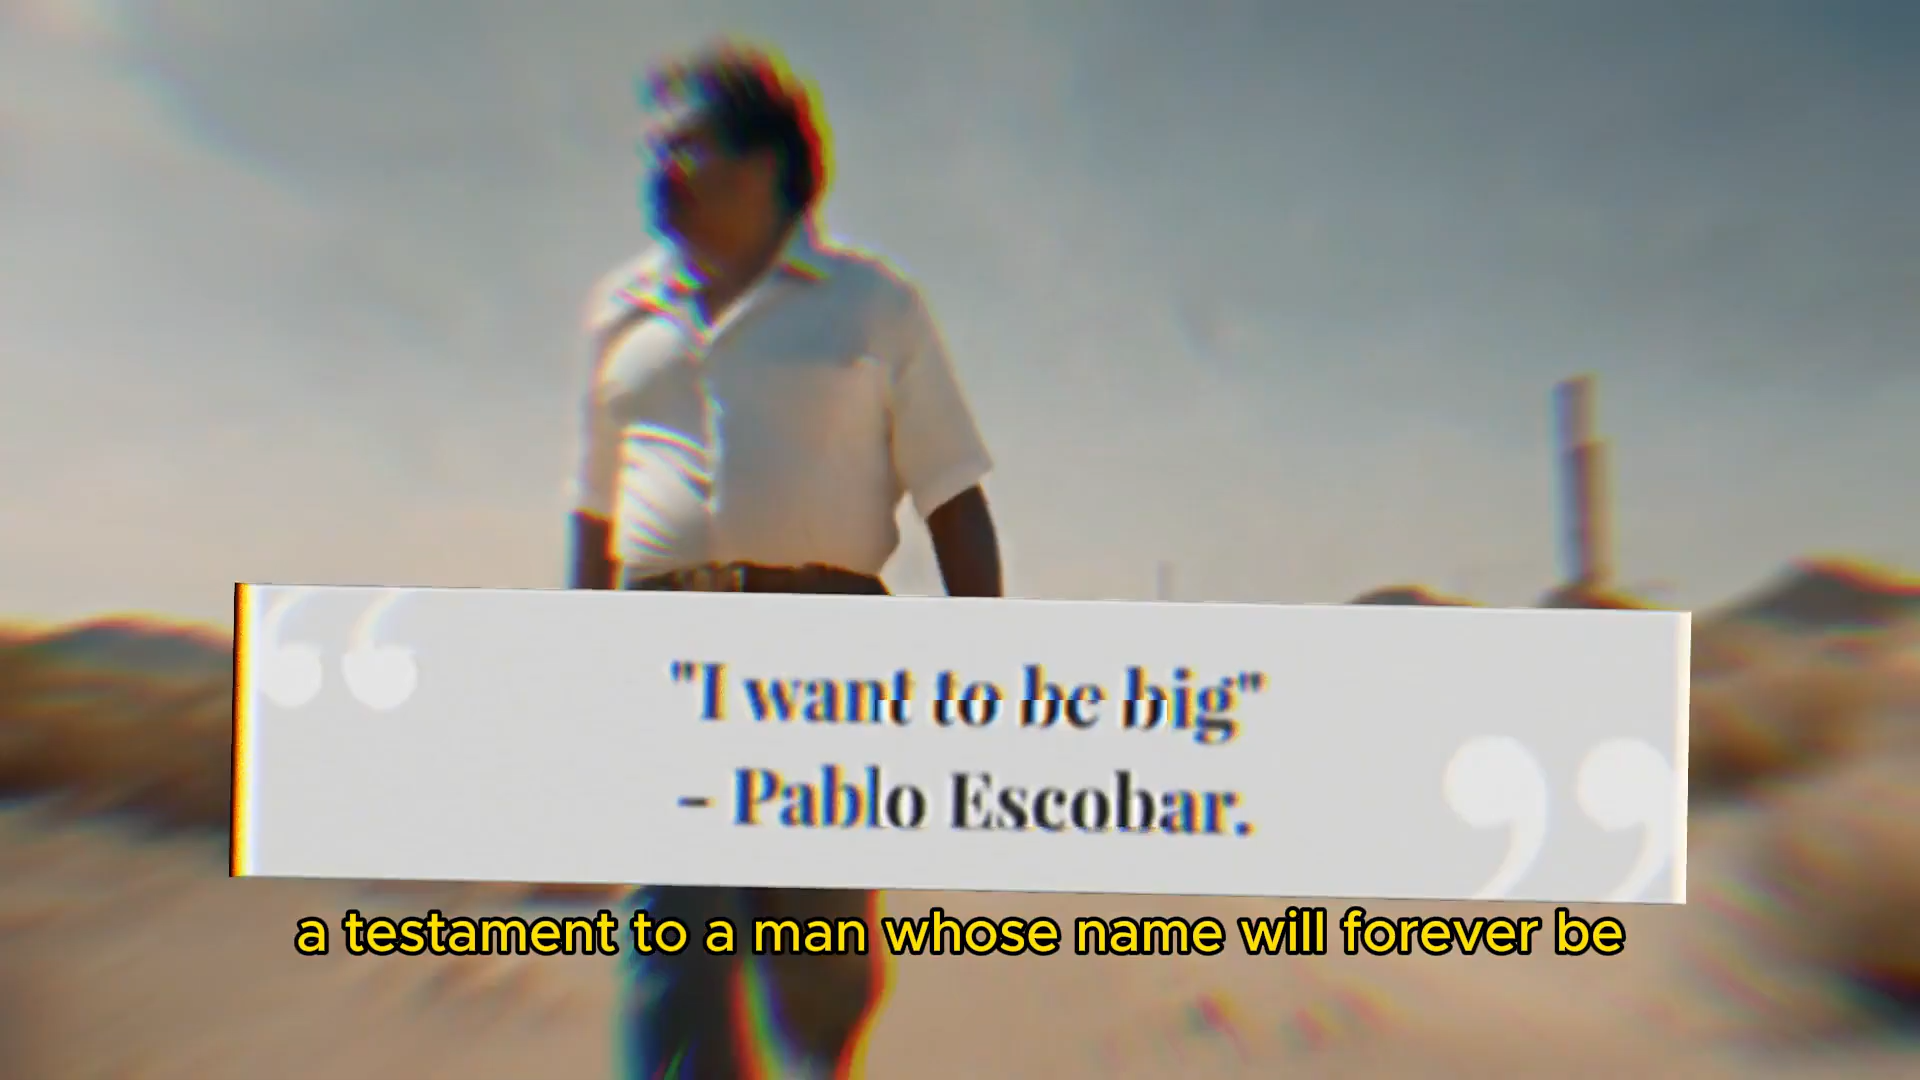 "I want to be big"
- Pablo Escobar.
a testament to a man whose name will forever be